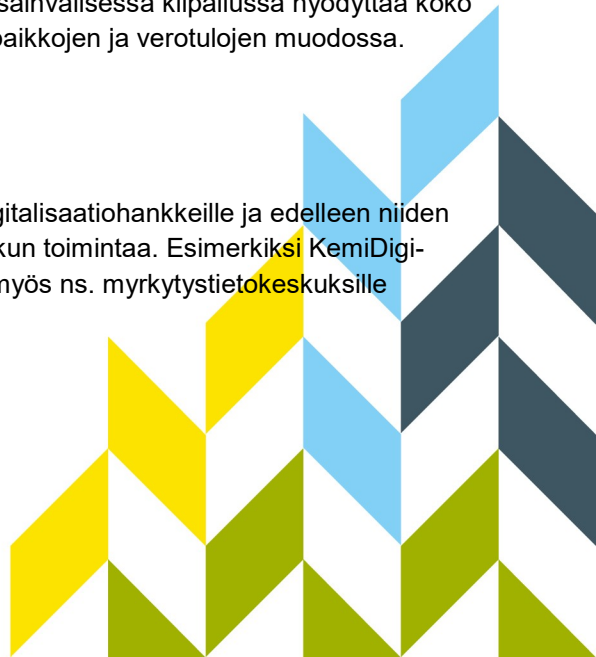 sainvälisessä kilpailussa hyödyttää koko
paikkojen ja verotulojen muodossa.
gitalisaatiohankkeille ja edelleen niiden
kun toimintaa. Esimerkiksi KemiDigi-
myös ns. myrkytystietokeskuksille